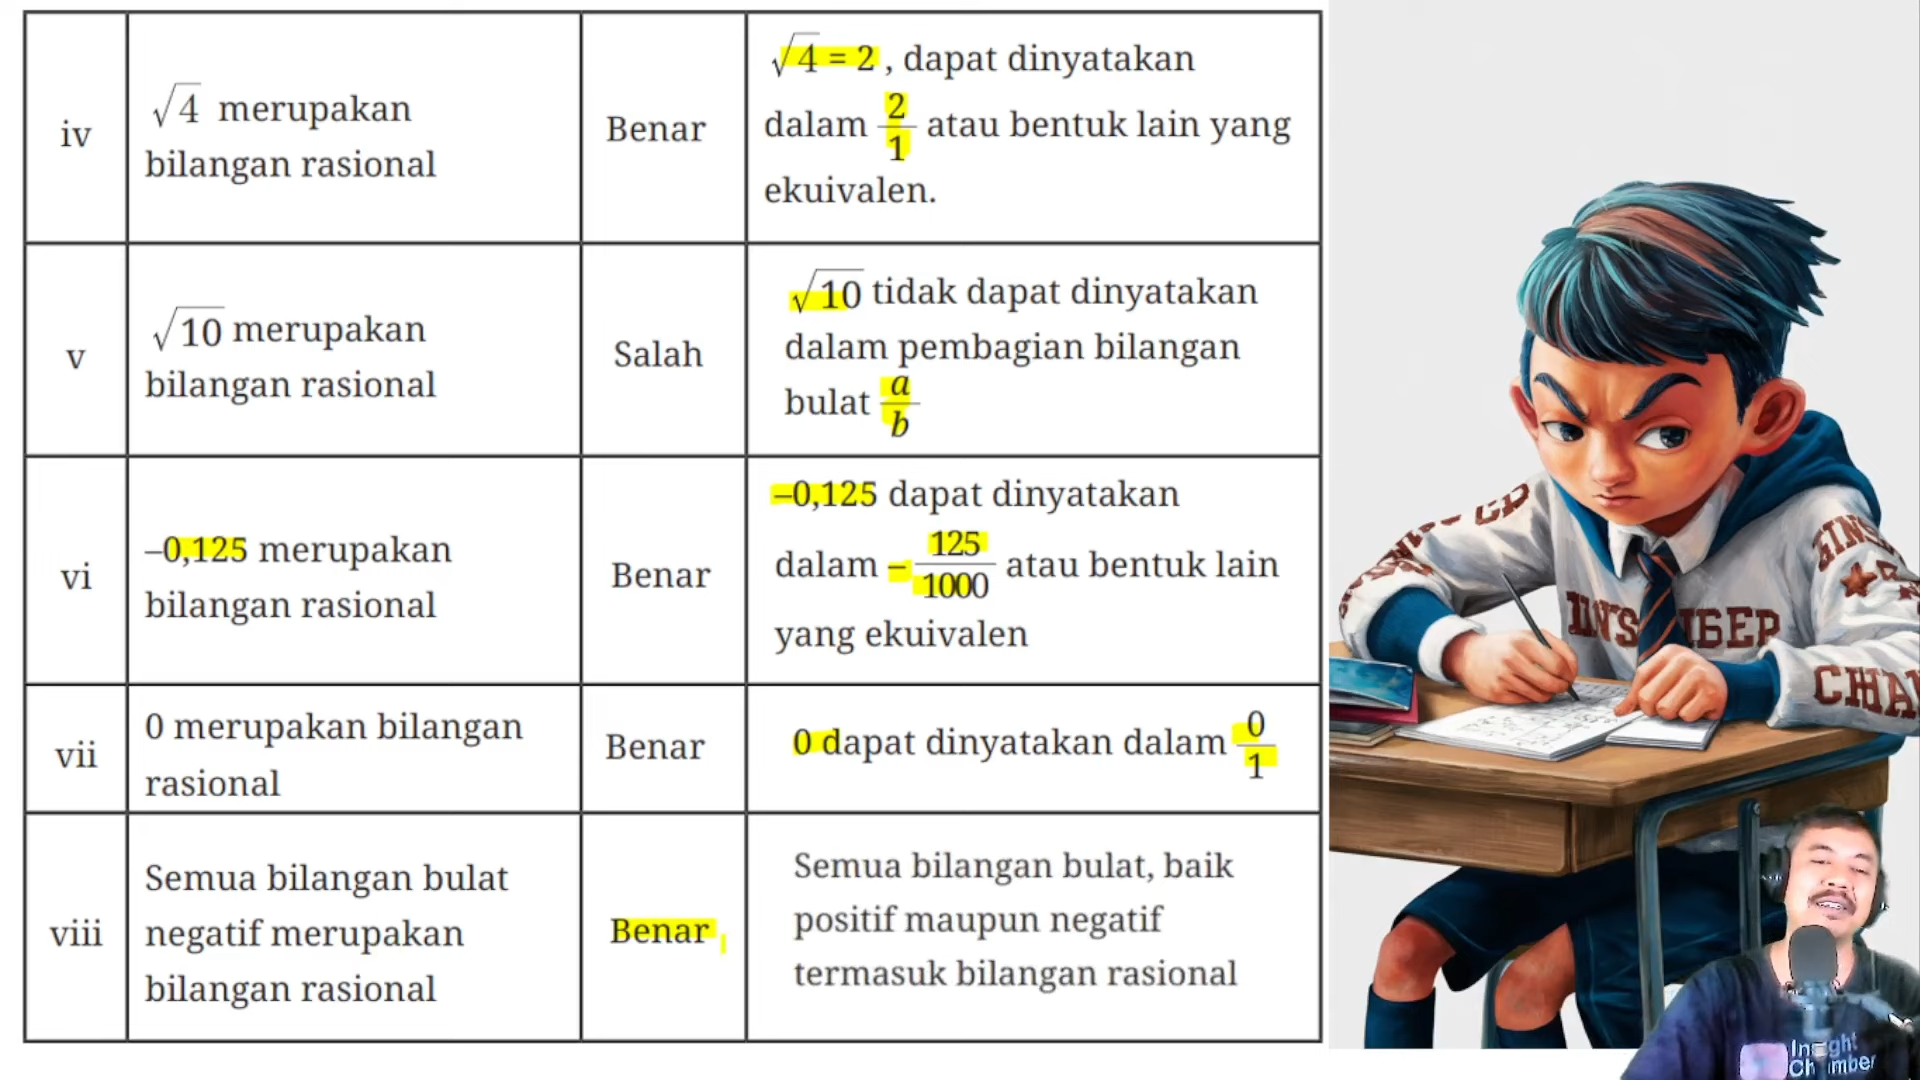 iv
√4 merupakan
bilangan rasional
Benar
√4 = 2 , dapat dinyatakan
dalam 2/1 atau bentuk lain yang
ekuivalen.
v
√10 merupakan
bilangan rasional
Salah
√10 tidak dapat dinyatakan
dalam pembagian bilangan
bulat a/b
vi
–0,125 merupakan
bilangan rasional
Benar
–0,125 dapat dinyatakan
dalam –125/1000 atau bentuk lain
yang ekuivalen
vii
0 merupakan bilangan
rasional
Benar
0 dapat dinyatakan dalam 0/1
viii
Semua bilangan bulat
negatif merupakan
bilangan rasional
Benar
Semua bilangan bulat, baik
positif maupun negatif
termasuk bilangan rasional